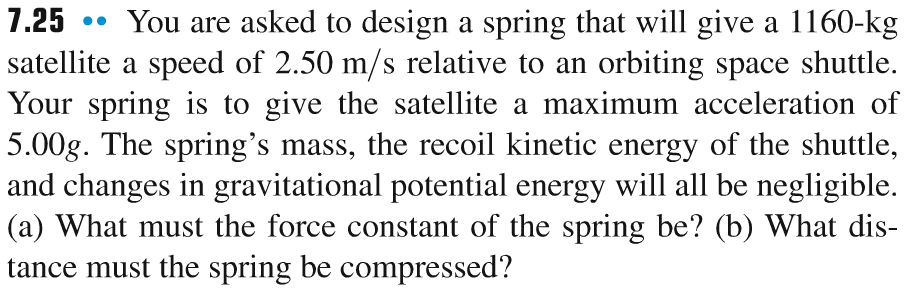 7.25 •• You are asked to design a spring that will give a 1160-kg
satellite a speed of 2.50 m/s relative to an orbiting space shuttle.
Your spring is to give the satellite a maximum acceleration of
5.00g. The spring's mass, the recoil kinetic energy of the shuttle,
and changes in gravitational potential energy will all be negligible.
(a) What must the force constant of the spring be? (b) What dis-
tance must the spring be compressed?